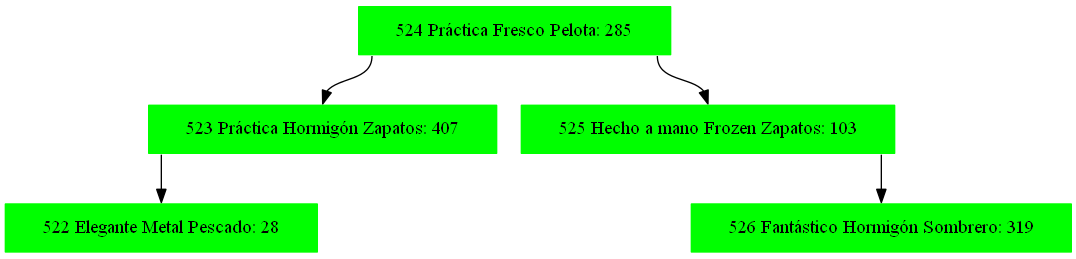 524 Práctica Fresco Pelota: 285
523 Práctica Hormigón Zapatos: 407
525 Hecho a mano Frozen Zapatos: 103
522 Elegante Metal Pescado: 28
526 Fantástico Hormigón Sombrero: 319